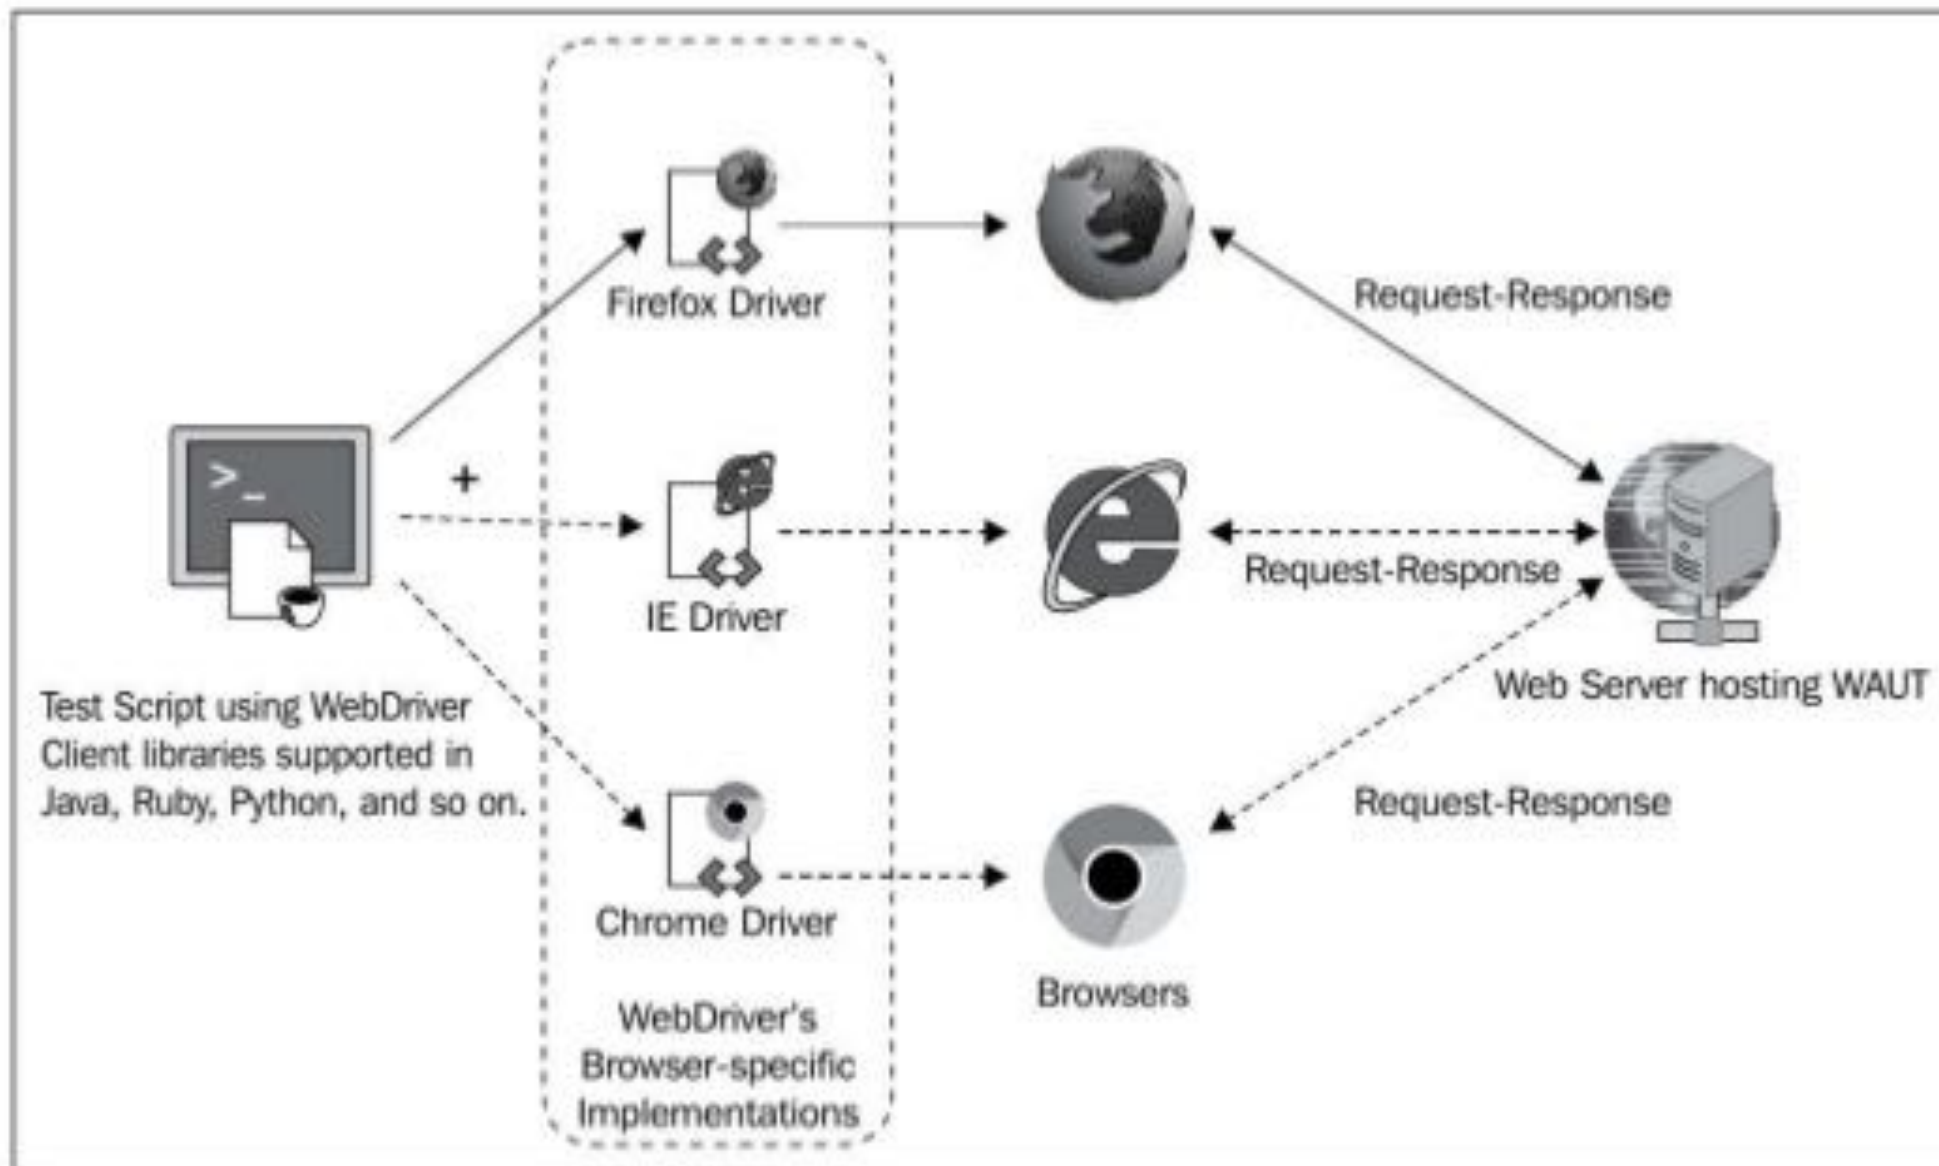 Firefox Driver
Request-Response
>_
+
IE Driver
Request-Response
Test Script using WebDriver
Client libraries supported in
Java, Ruby, Python, and so on.
Web Server hosting WAUT
Request-Response
Chrome Driver
Browsers
WebDriver's
Browser-specific
Implementations